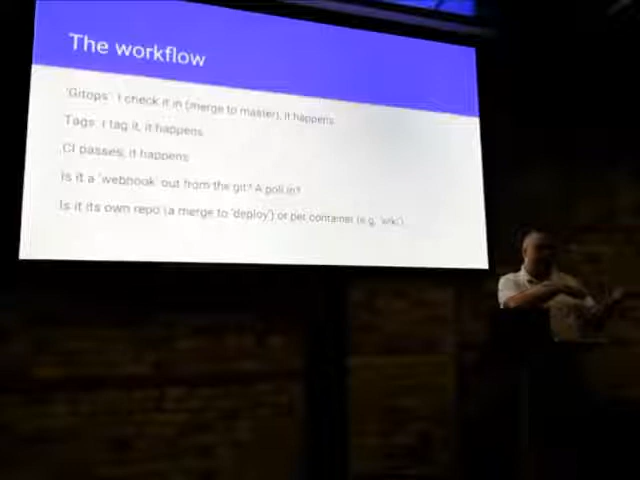 The workflow
'Gitops': I check it in (merge to master), it happens
Tags: I tag it, it happens
CI passes, it happens
Is it a 'webhook' out from the git? A poll in?
Is it its own repo (a merge to 'deploy') or per container (e.g.